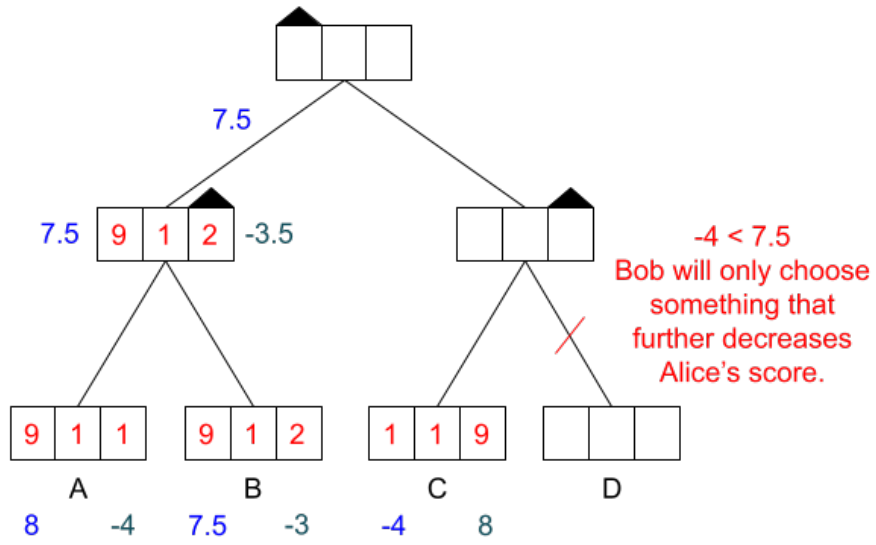 7.5
7.5 9 1 2 -3.5
-4 < 7.5
Bob will only choose
something that
further decreases
Alice's score.
9 1 1 9 1 2 1 1 9
A B C D
8 -4 7.5 -3 -4 8